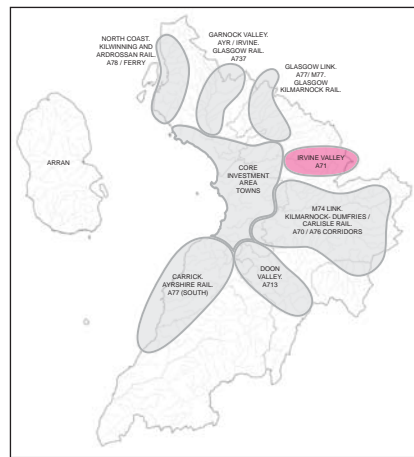 NORTH COAST.
KILWINNING AND
ARDROSSAN RAIL.
A78 / FERRY
GARNOCK VALLEY.
AYR / IRVINE.
GLASGOW RAIL.
A737
GLASGOW LINK.
A77/ M77.
GLASGOW
KILMARNOCK RAIL.
ARRAN
CORE
INVESTMENT
AREA
TOWNS
IRVINE VALLEY
A71
M74 LINK.
KILMARNOCK- DUMFRIES /
CARLISLE RAIL.
A70 / A76 CORRIDORS
CARRICK.
AYRSHIRE RAIL.
A77 (SOUTH)
DOON
VALLEY.
A713